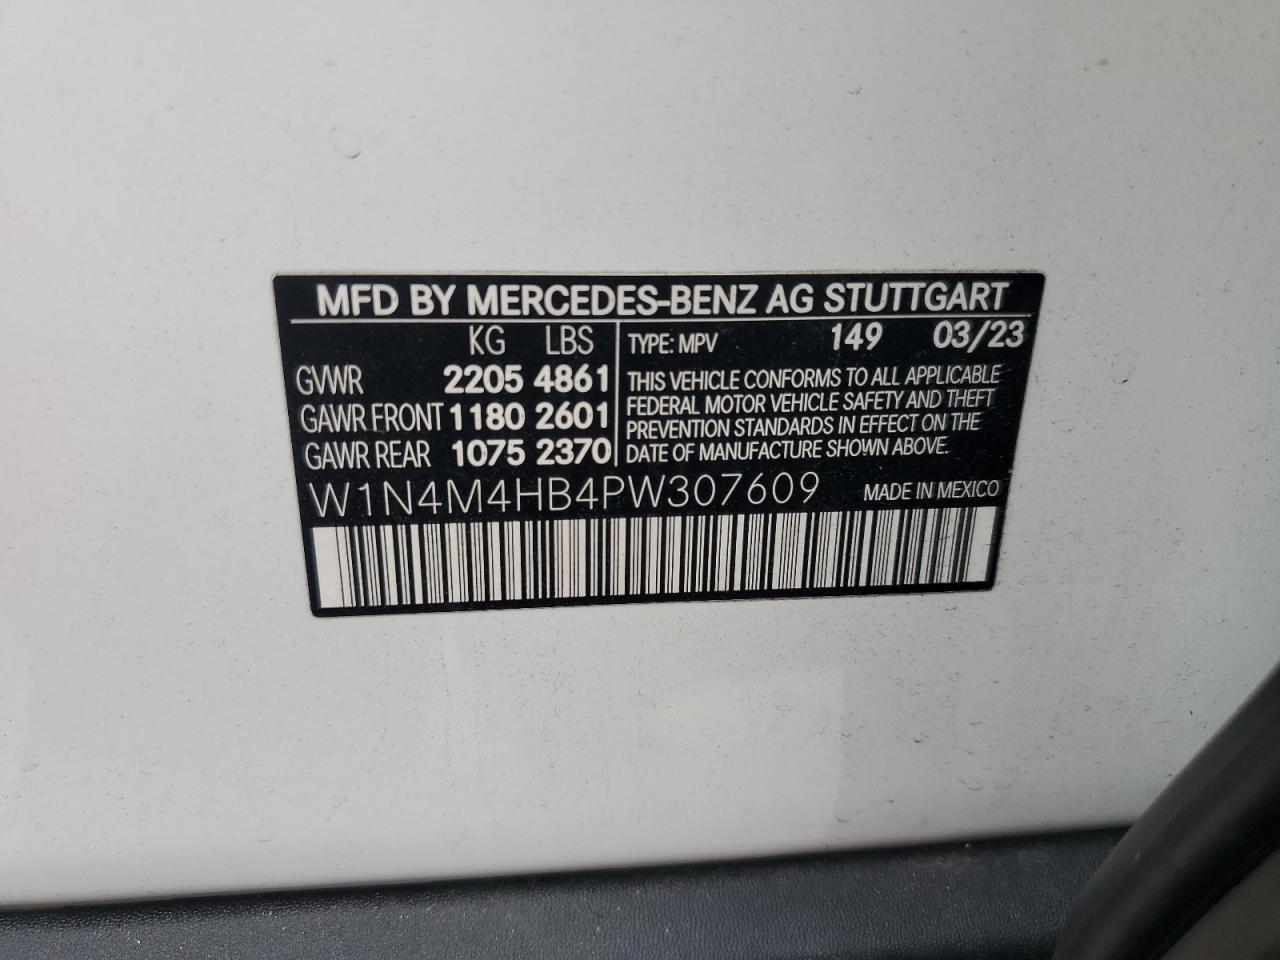 MFD BY MERCEDES-BENZ AG STUTTGART
KG LBS
GVWR 2205 4861
GAWR FRONT 1180 2601
GAWR REAR 1075 2370
TYPE: MPV 149 03/23
THIS VEHICLE CONFORMS TO ALL APPLICABLE
FEDERAL MOTOR VEHICLE SAFETY AND THEFT
PREVENTION STANDARDS IN EFFECT ON THE
DATE OF MANUFACTURE SHOWN ABOVE.
W1N4M4HB4PW307609 MADE IN MEXICO